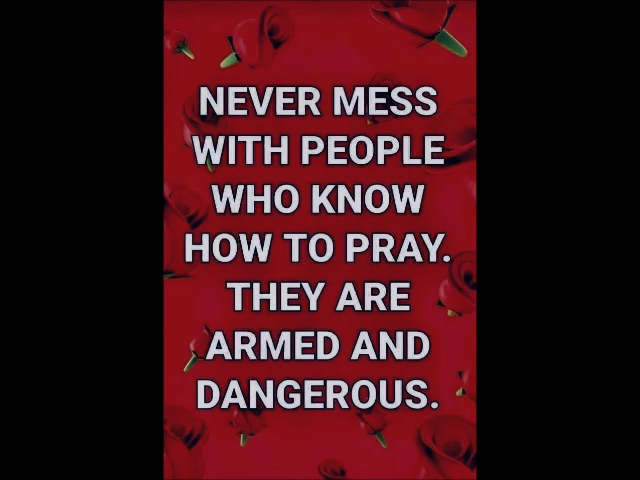 NEVER MESS
WITH PEOPLE
WHO KNOW
HOW TO PRAY.
THEY ARE
ARMED AND
DANGEROUS.